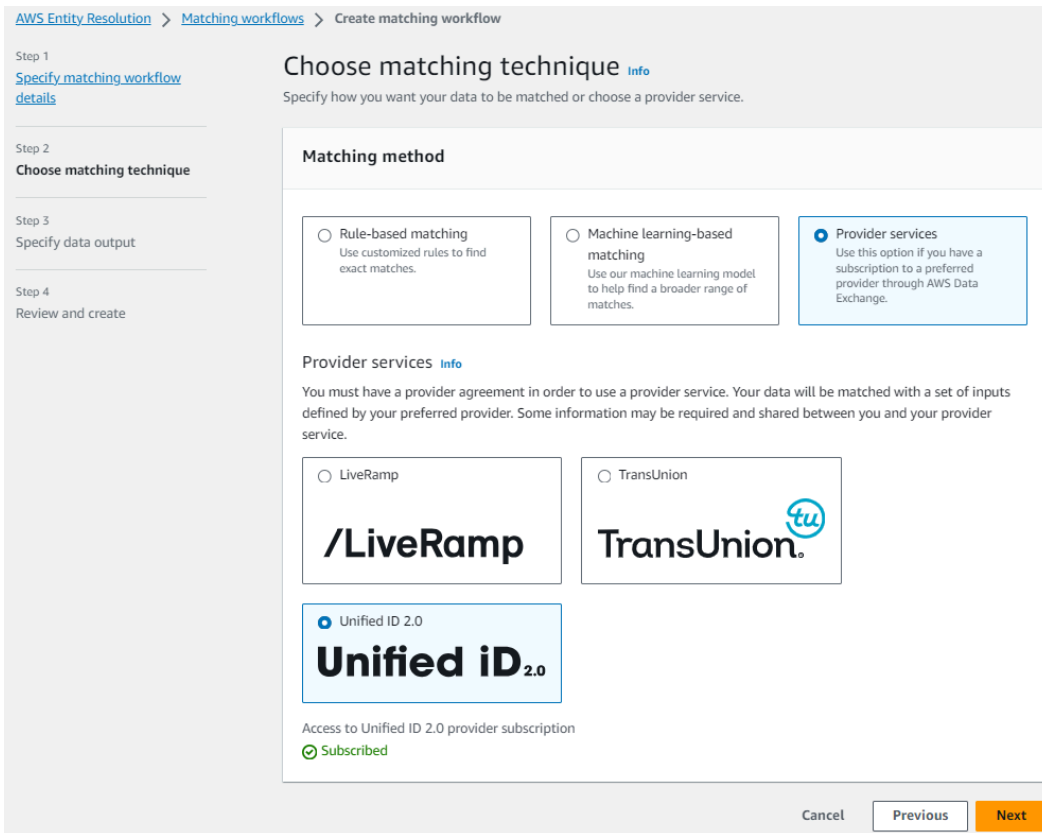 AWS Entity Resolution > Matching workflows > Create matching workflow
Step 1
Specify matching workflow
details
Step 2
Choose matching technique
Step 3
Specify data output
Step 4
Review and create
Choose matching technique Info
Specify how you want your data to be matched or choose a provider service.
Matching method
Rule-based matching
Use customized rules to find
exact matches.
Machine learning-based
matching
Use our machine learning model
to help find a broader range of
matches.
Provider services
Use this option if you have a
subscription to a preferred
provider through AWS Data
Exchange.
Provider services Info
You must have a provider agreement in order to use a provider service. Your data will be matched with a set of inputs
defined by your preferred provider. Some information may be required and shared between you and your provider
service.
LiveRamp
/LiveRamp
TransUnion
tu
TransUnion.
Unified ID 2.0
Unified iD 2.0
Access to Unified ID 2.0 provider subscription
Subscribed
Cancel
Previous
Next